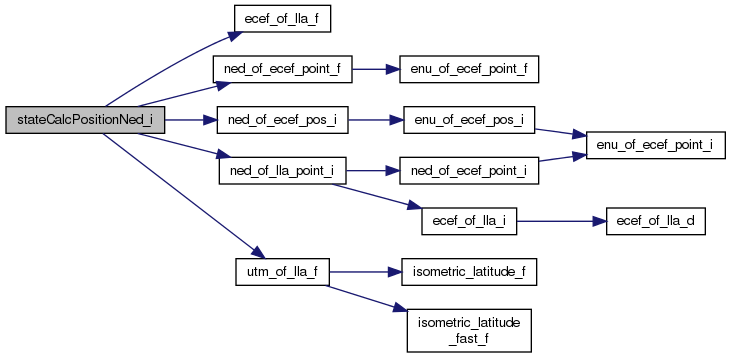 ecef_of_lla_f
ned_of_ecef_point_f
enu_of_ecef_point_f
stateCalcPositionNed_i
ned_of_ecef_pos_i
enu_of_ecef_pos_i
enu_of_ecef_point_i
ned_of_lla_point_i
ned_of_ecef_point_i
ecef_of_lla_i
ecef_of_lla_d
utm_of_lla_f
isometric_latitude_f
isometric_latitude
_fast_f